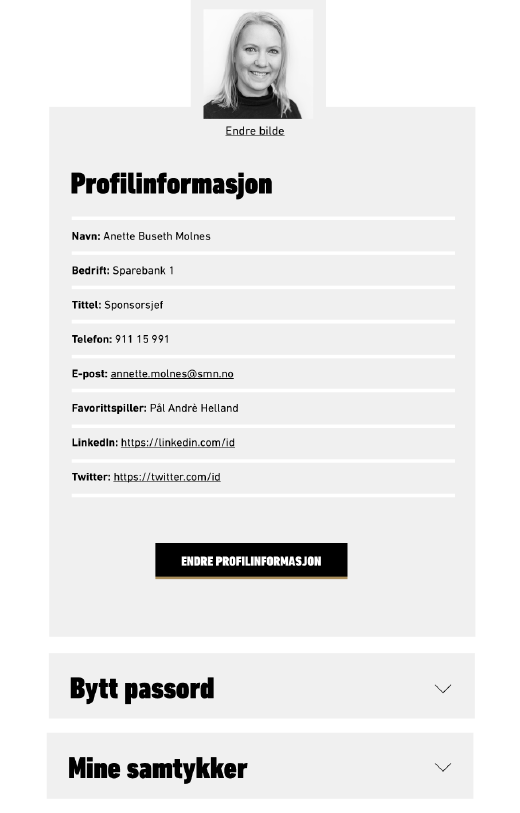 Endre bilde
Profilinformasjon
Navn: Anette Buseth Molnes
Bedrift: Sparebank 1
Tittel: Sponsorsjef
Telefon: 911 15 991
E-post: annette.molnes@smn.no
Favorittspiller: Pål Andrè Helland
LinkedIn: https://linkedin.com/id
Twitter: https://twitter.com/id
ENDRE PROFILINFORMASJON
Bytt passord
Mine samtykker